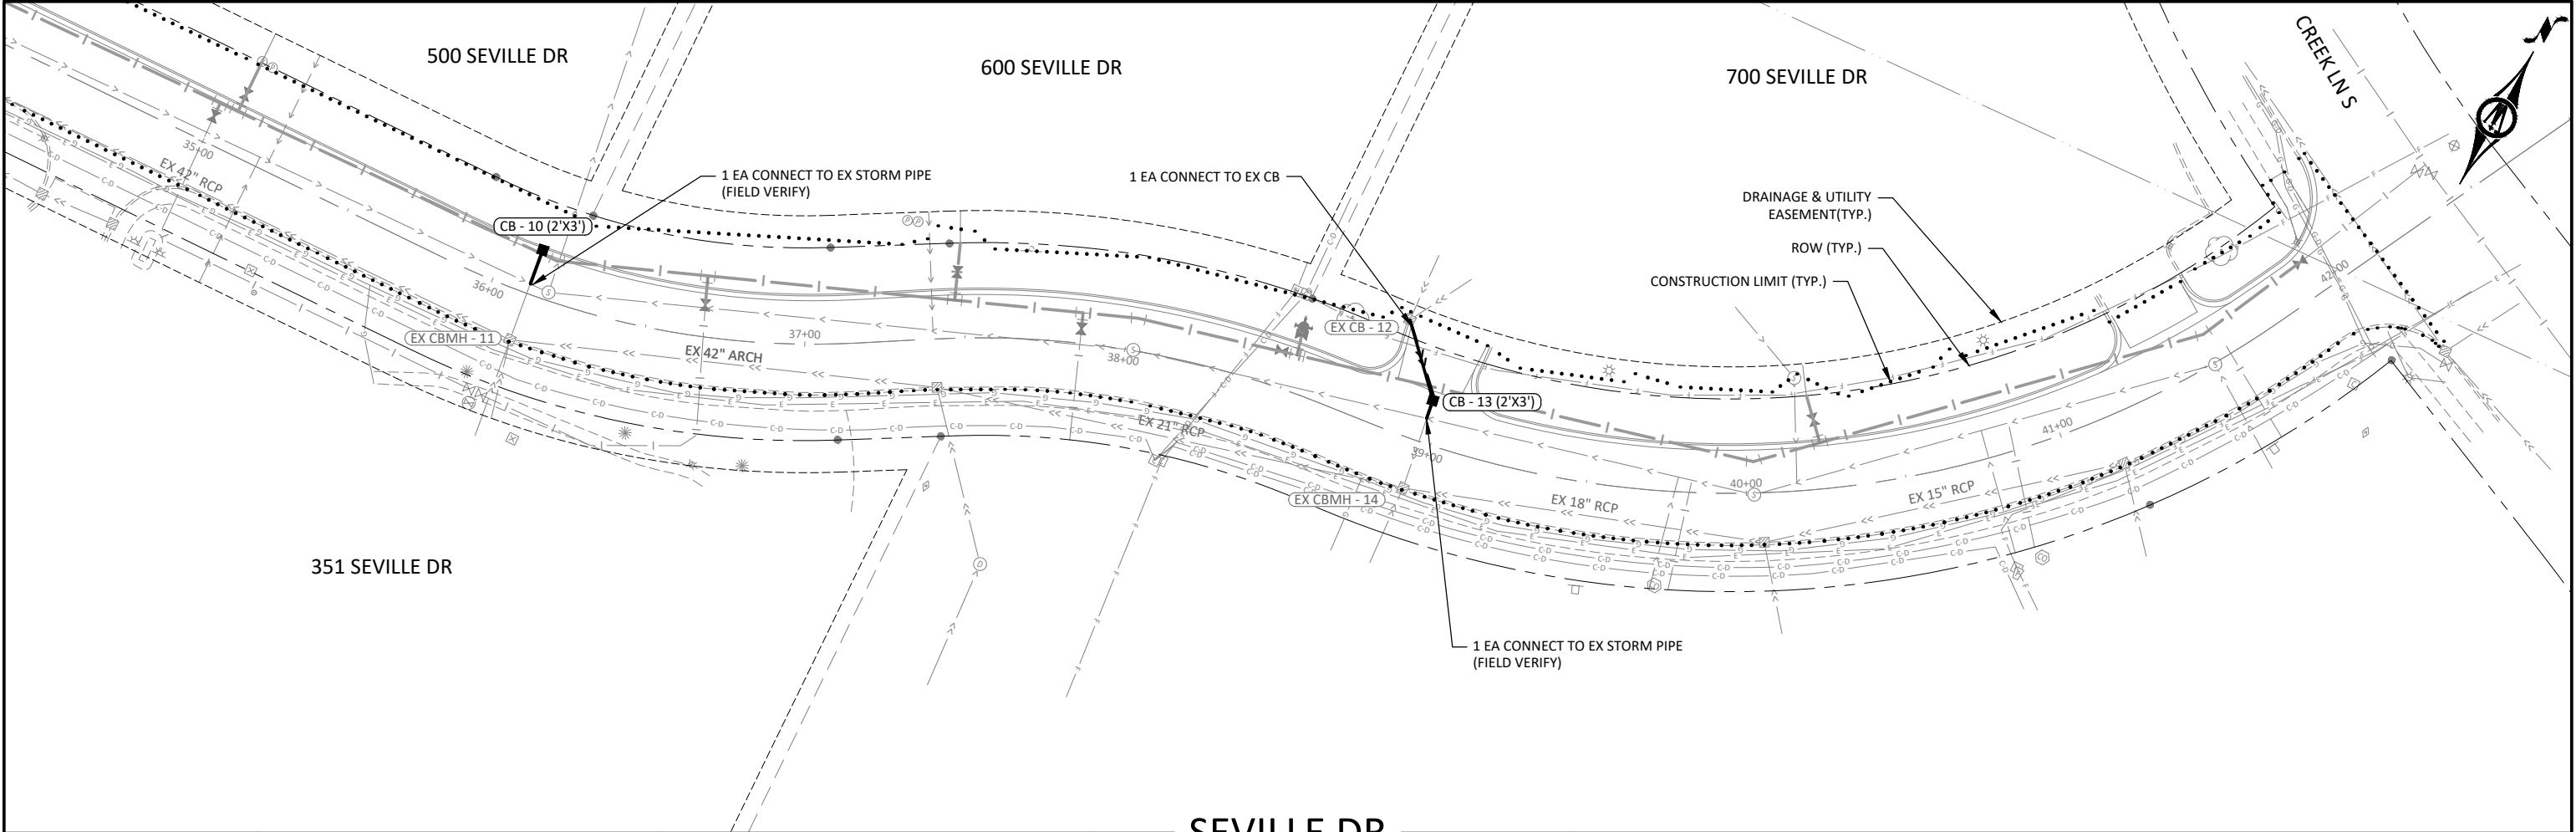 500 SEVILLE DR
600 SEVILLE DR
700 SEVILLE DR
CREEK LN S
N
35+00
EX 42" RCP
CB - 10 (2'X3')
1 EA CONNECT TO EX STORM PIPE
(FIELD VERIFY)
1 EA CONNECT TO EX CB
DRAINAGE & UTILITY
EASEMENT(TYP.)
ROW (TYP.)
CONSTRUCTION LIMIT (TYP.)
36+00
EX CBMH - 11
37+00
EX 42" ARCH
38+00
EX CB - 12
CB - 13 (2'X3')
EX 21" RCP
39+00
EX CBMH - 14
40+00
EX 18" RCP
EX 15" RCP
41+00
42+00
351 SEVILLE DR
1 EA CONNECT TO EX STORM PIPE
(FIELD VERIFY)
SEVILLE DR